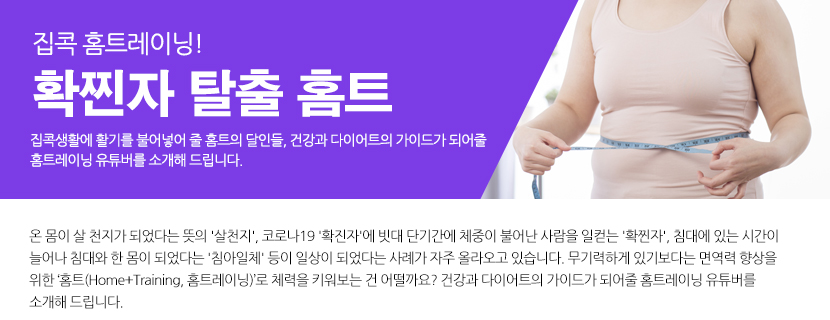 집콕 홈트레이닝!
확찐자 탈출 홈트
집콕생활에 활기를 불어넣어 줄 홈트의 달인들, 건강과 다이어트의 가이드가 되어줄
홈트레이닝 유튜버를 소개해 드립니다.
온 몸이 살 천지가 되었다는 뜻의 '살천지', 코로나19 '확진자'에 빗대 단기간에 체중이 불어난 사람을 일컫는 '확찐자', 침대에 있는 시간이
늘어나 침대와 한 몸이 되었다는 '침아일체' 등이 일상이 되었다는 사례가 자주 올라오고 있습니다. 무기력하게 있기보다는 면역력 향상을
위한 '홈트(Home+Training, 홈트레이닝)'로 체력을 키워보는 건 어떨까요? 건강과 다이어트의 가이드가 되어줄 홈트레이닝 유튜버를
소개해 드립니다.